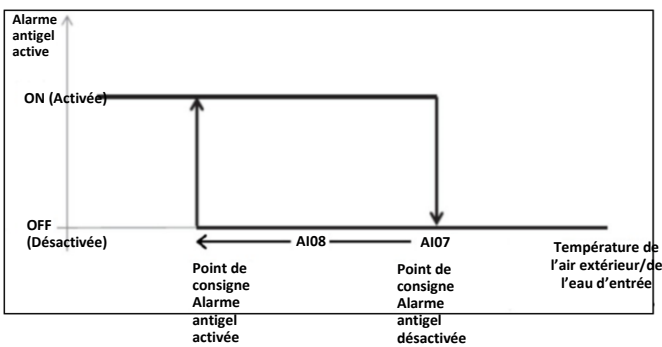 Alarme
antigel
active
ON (Activée)
OFF
(Désactivée)
AI08
AI07
Température de
l’air extérieur/de
l’eau d’entrée
Point de
consigne
Alarme
antigel
activée
Point de
consigne
Alarme
antigel
désactivée